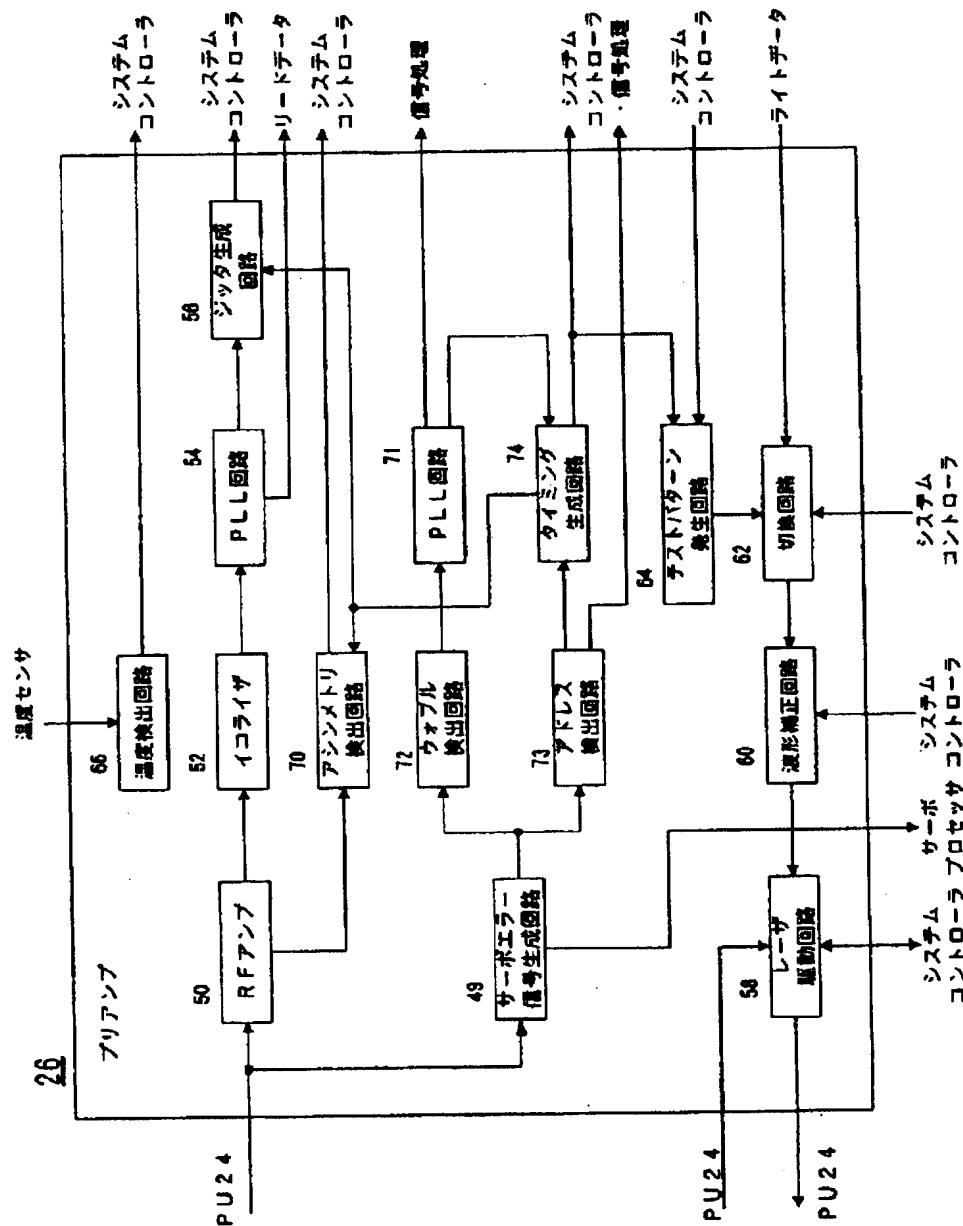 26
プリアンプ
温度センサ
66
温度検出回路
システム
コントローラ
PU24
50
RFアンプ
52
イコライザ
54
PLL回路
56
ジッタ生成
回路
システム
コントローラ
リードデータ
70
アシンメトリ
検出回路
システム
コントローラ
49
サーボエラー
信号生成回路
72
ウォブル
検出回路
71
PLL回路
信号処理
73
アドレス
検出回路
74
タイミング
生成回路
システム
コントローラ
・信号処理
64
テストパターン
発生回路
システム
コントローラ
PU24
PU24
58
レーザ
駆動回路
60
波形補正回路
62
切換回路
ライトデータ
システム
コントローラ
サーボ
プロセッサ
システム
コントローラ
システム
コントローラ